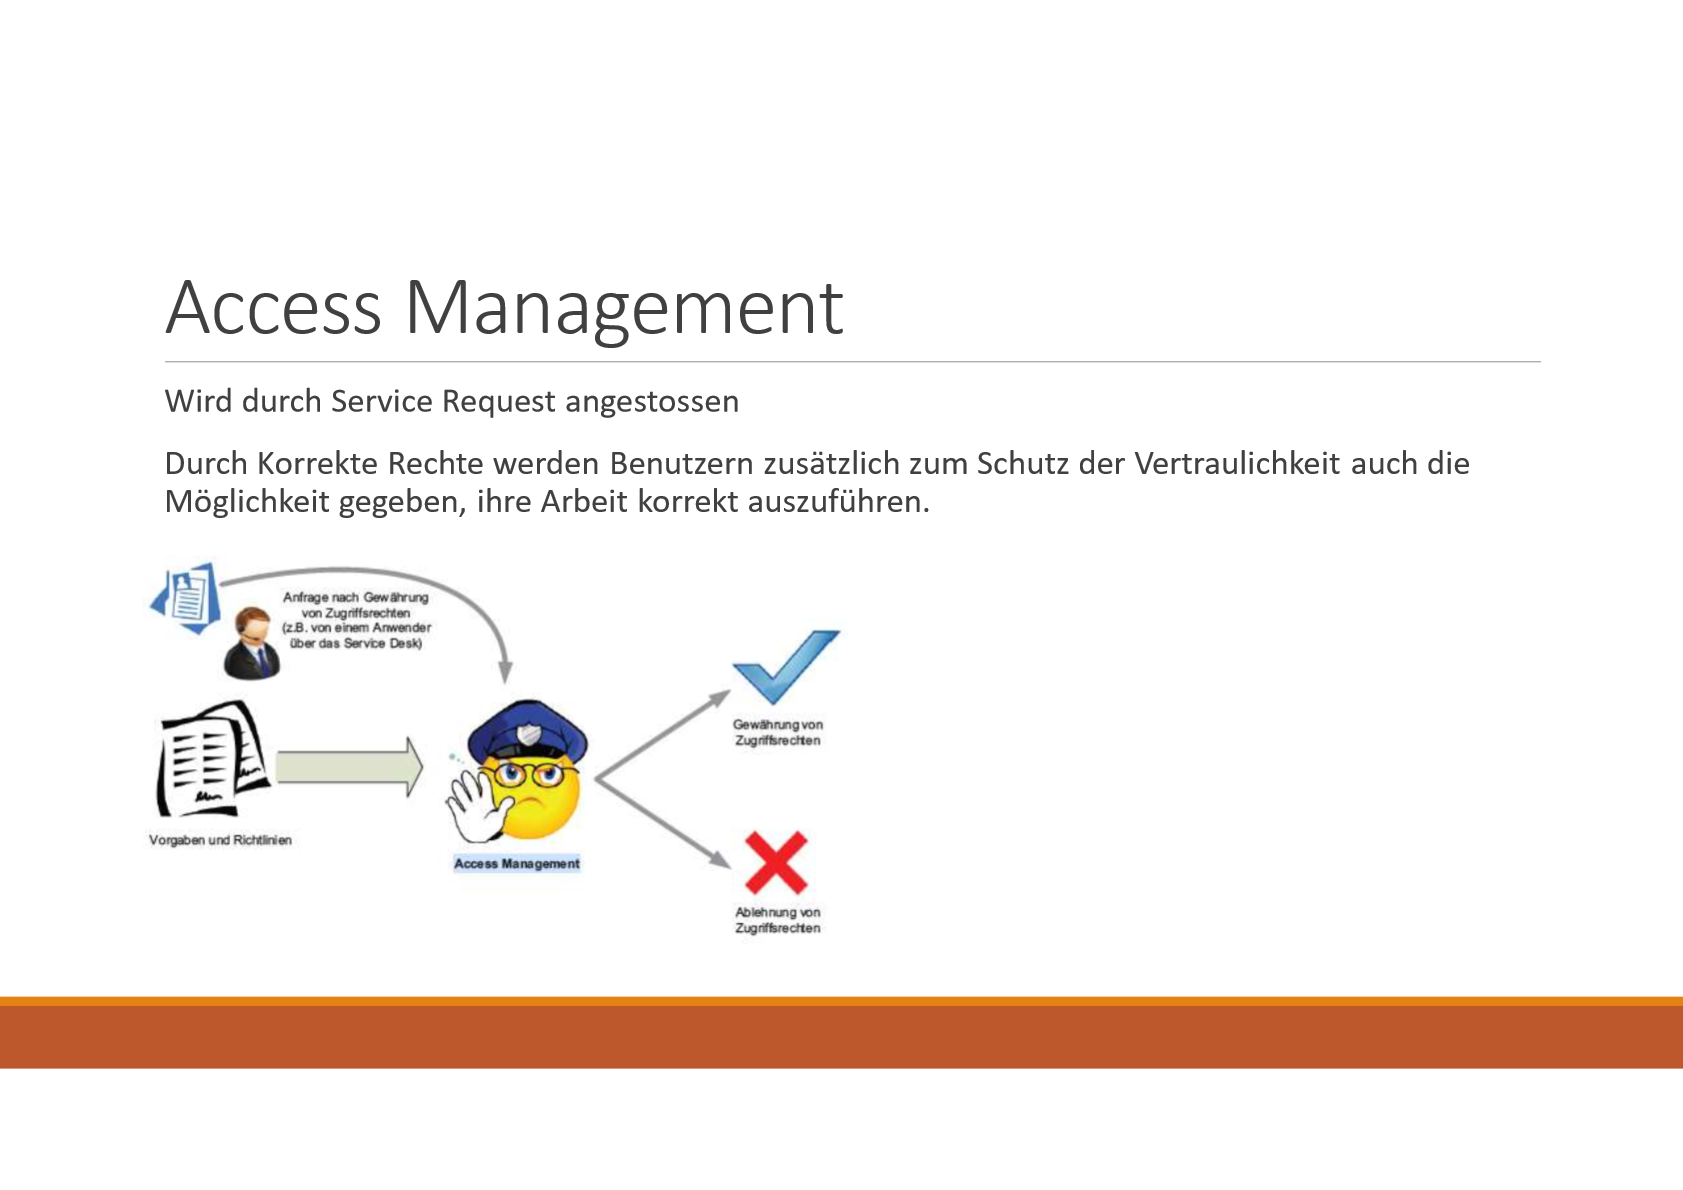 Access Management
Wird durch Service Request angestossen
Durch Korrekte Rechte werden Benutzern zusätzlich zum Schutz der Vertraulichkeit auch die
Möglichkeit gegeben, ihre Arbeit korrekt auszuführen.
Anfrage nach Gewährung
von Zugriffsrechten
(z.B. von einem Anwender
über das Service Desk)
Vorgaben und Richtlinien
Access Management
Gewährung von
Zugriffsrechten
Ablehnung von
Zugriffsrechten